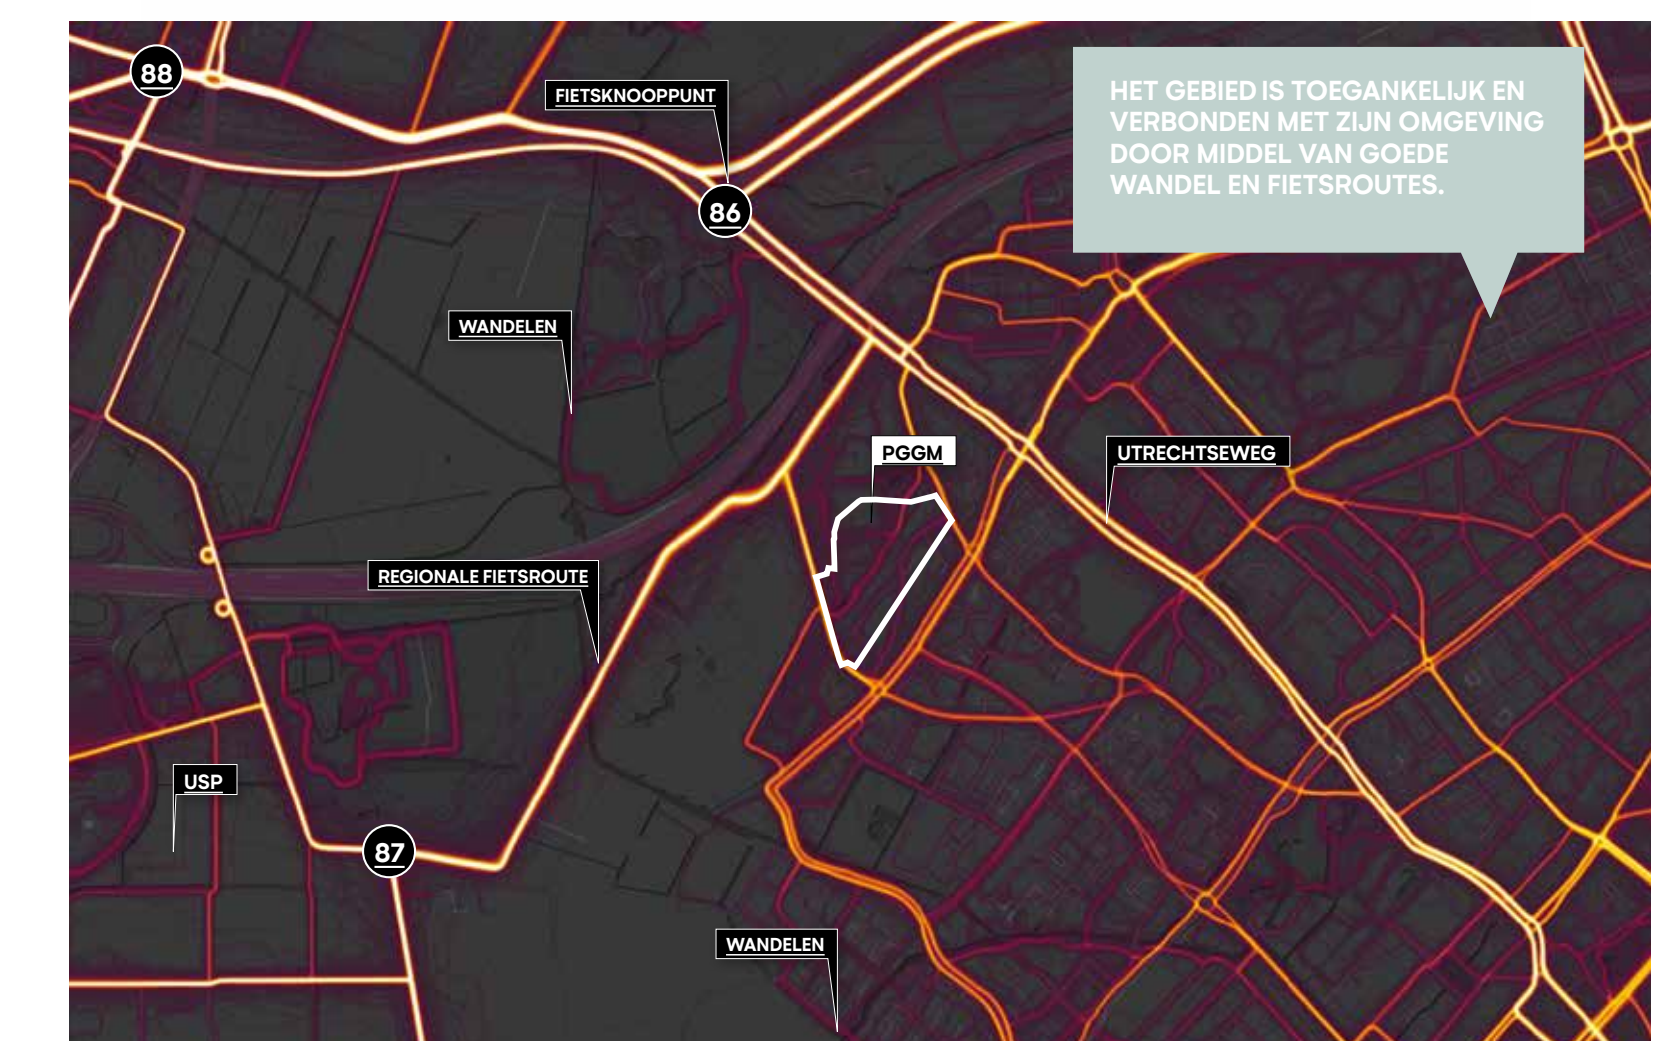 88
FIETSKNOOPPUNT
HET GEBIED IS TOEGANKELIJK EN
VERBONDEN MET ZIJN OMGEVING
DOOR MIDDEL VAN GOEDE
WANDEL EN FIETSROUTES.
86
WANDELEN
PGGM
UTRECHTSEWEG
REGIONALE FIETSROUTE
USP
87
WANDELEN